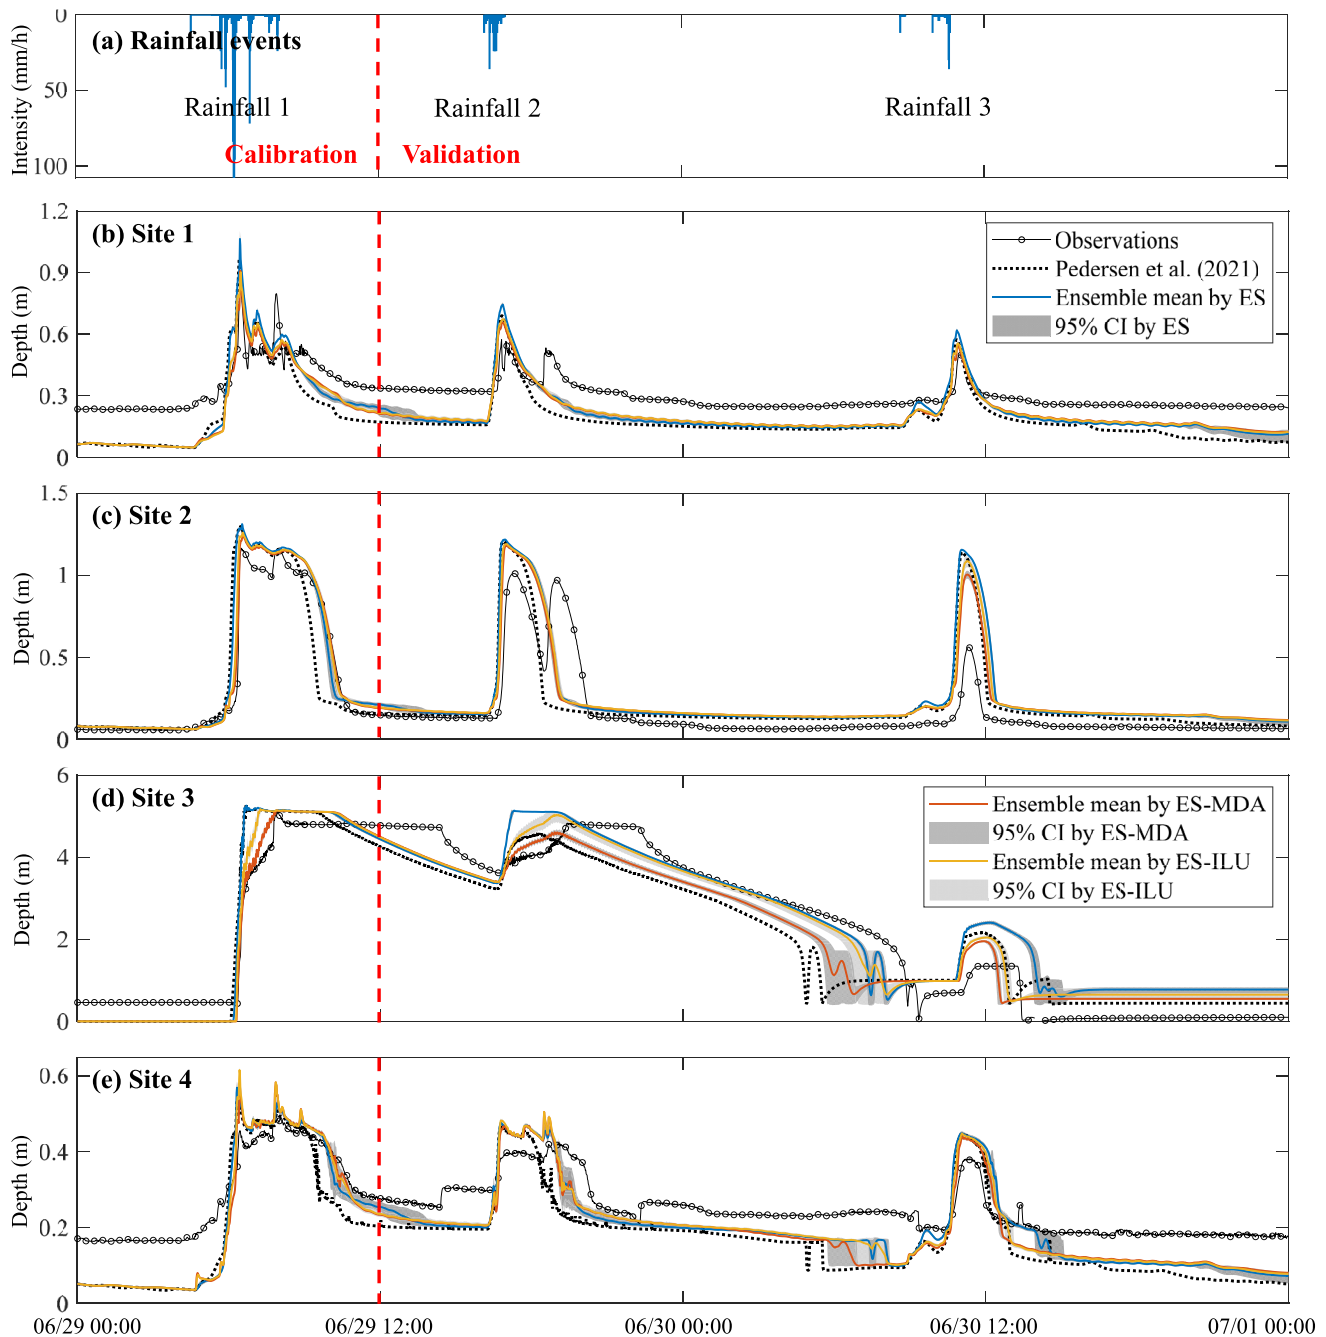 0
50
100
Intensity (mm/h)
(a) Rainfall events
Rainfall 1
Rainfall 2
Rainfall 3
Calibration
Validation
1.2
0.9
0.6
0.3
0
Depth (m)
(b) Site 1
Observations
Pedersen et al. (2021)
Ensemble mean by ES
95% CI by ES
1.5
1
0.5
0
Depth (m)
(c) Site 2
6
4
2
0
Depth (m)
(d) Site 3
Ensemble mean by ES-MDA
95% CI by ES-MDA
Ensemble mean by ES-ILU
95% CI by ES-ILU
0.6
0.4
0.2
0
Depth (m)
(e) Site 4
06/29 00:00
06/29 12:00
06/30 00:00
06/30 12:00
07/01 00:00